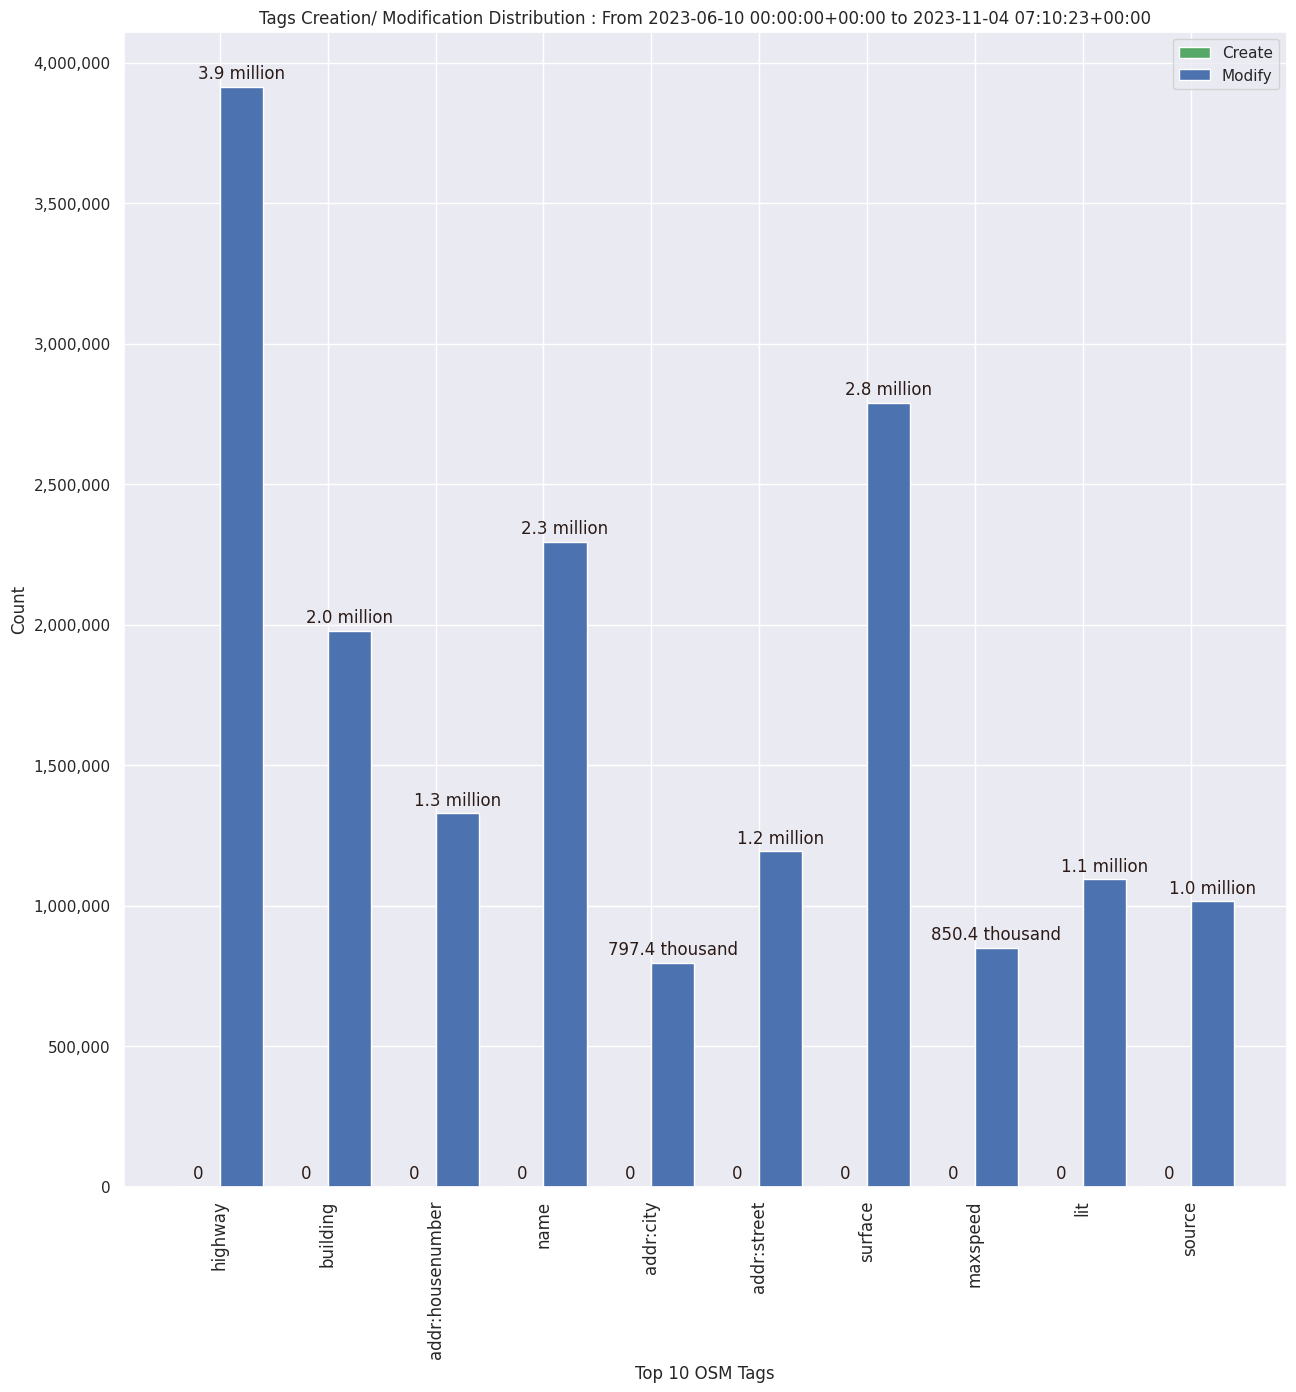 Tags Creation/ Modification Distribution : From 2023-06-10 00:00:00+00:00 to 2023-11-04 07:10:23+00:00
Create
Modify
4,000,000
3,500,000
3,000,000
2,500,000
2,000,000
1,500,000
1,000,000
500,000
0
Count
3.9 million
2.0 million
1.3 million
2.3 million
797.4 thousand
1.2 million
2.8 million
850.4 thousand
1.1 million
1.0 million
0
0
0
0
0
0
0
0
0
0
highway
building
addr:housenumber
name
addr:city
addr:street
surface
maxspeed
lit
source
Top 10 OSM Tags